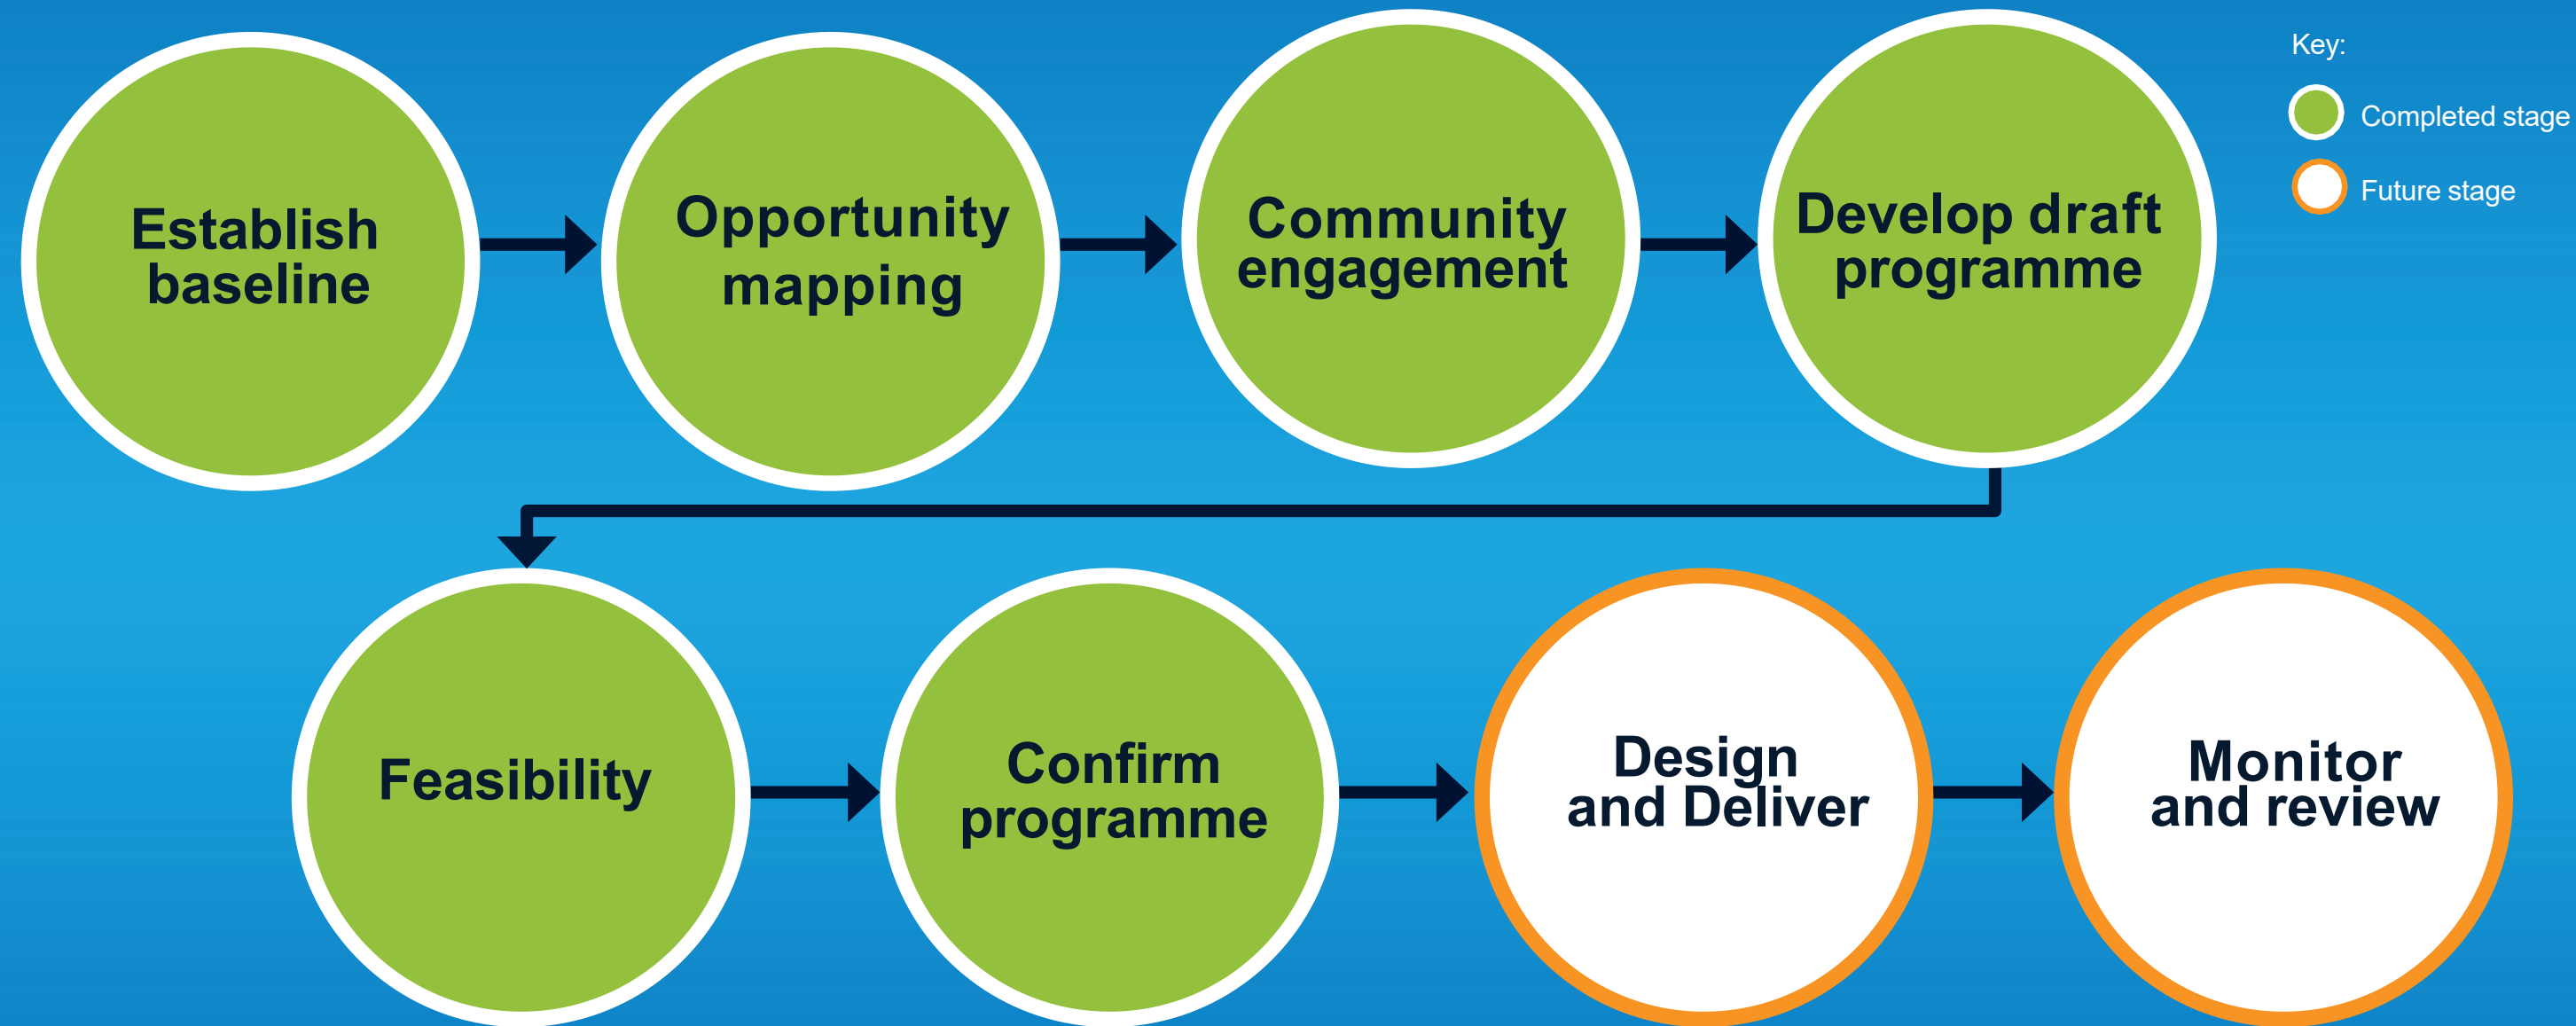 Key:
Completed stage
Future stage
Establish
baseline
Opportunity
mapping
Community
engagement
Develop draft
programme
Feasibility
Confirm
programme
Design
and Deliver
Monitor
and review